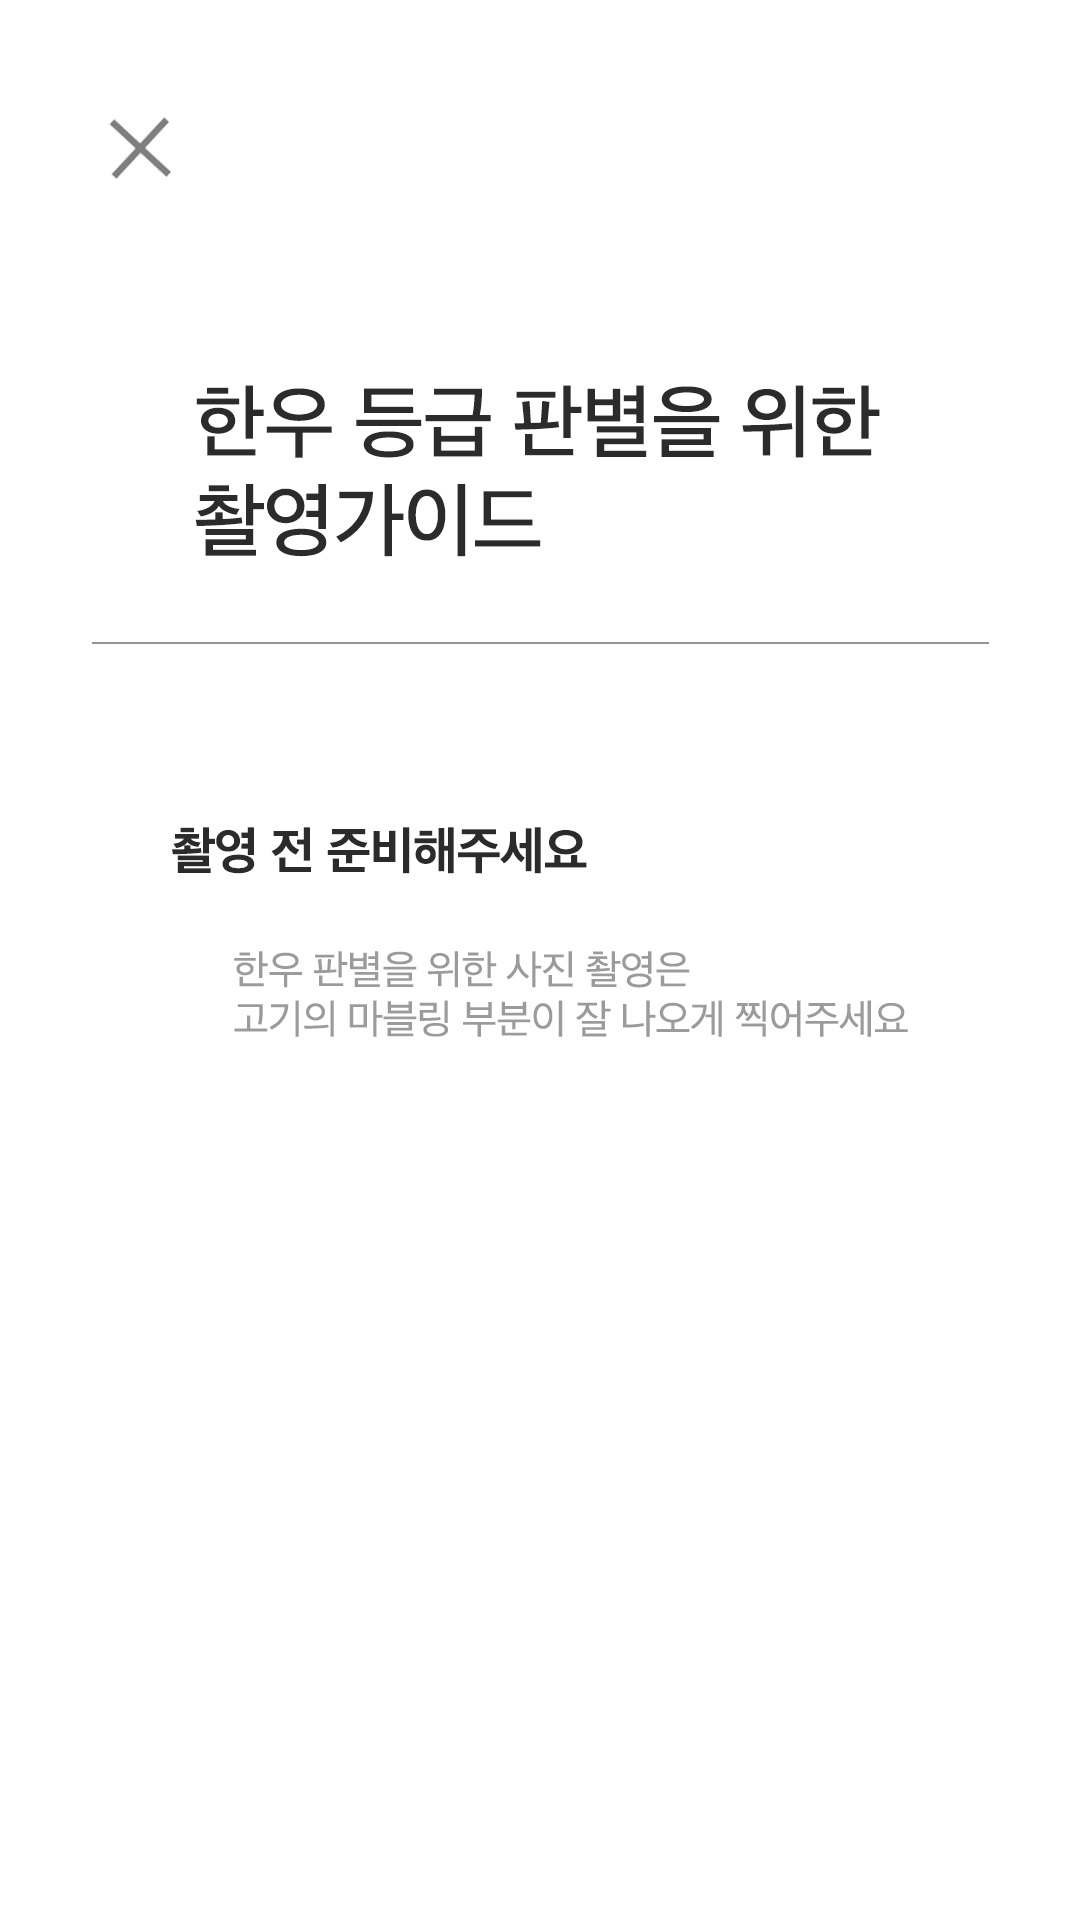 한우 등급 판별을 위한
촬영가이드
촬영 전 준비해주세요
한우 판별을 위한 사진 촬영은
고기의 마블링 부분이 잘 나오게 찍어주세요